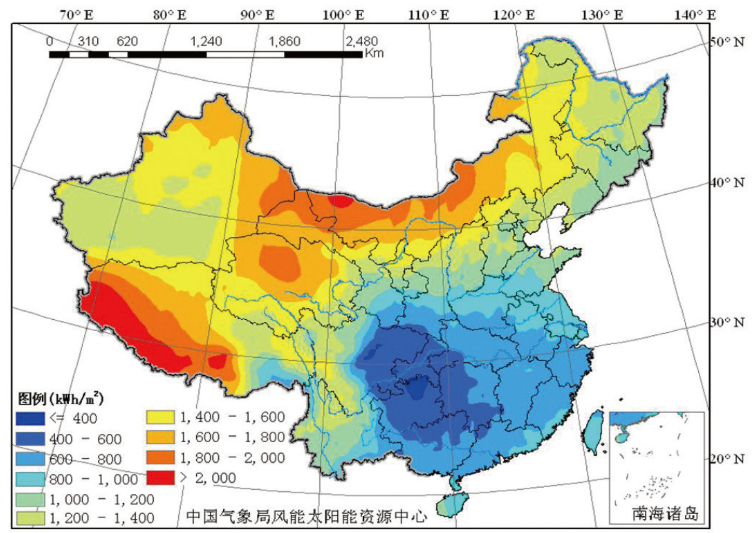 70° E 80° E 90° E 100° E 110° E 120° E 130° E 140° E
0 310 620 1,240 1,860 2,480
Km
50° N
40° N
30° N
20° N
图例(kWh/m²)
<= 400
400 - 600
600 - 800
800 - 1,000
1,000 - 1,200
1,200 - 1,400
1,400 - 1,600
1,600 - 1,800
1,800 - 2,000
> 2,000
中国气象局风能太阳能资源中心
南海诸岛